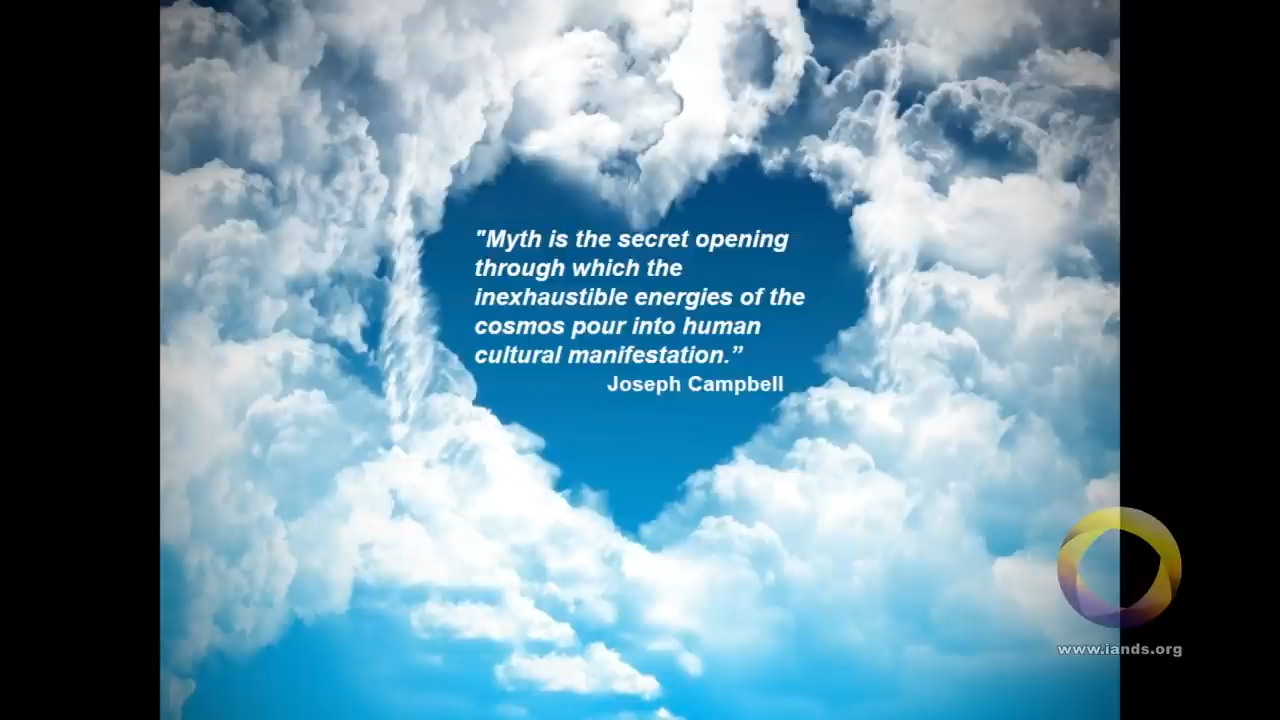 "Myth is the secret opening
through which the
inexhaustible energies of the
cosmos pour into human
cultural manifestation.”
Joseph Campbell
www.iands.org